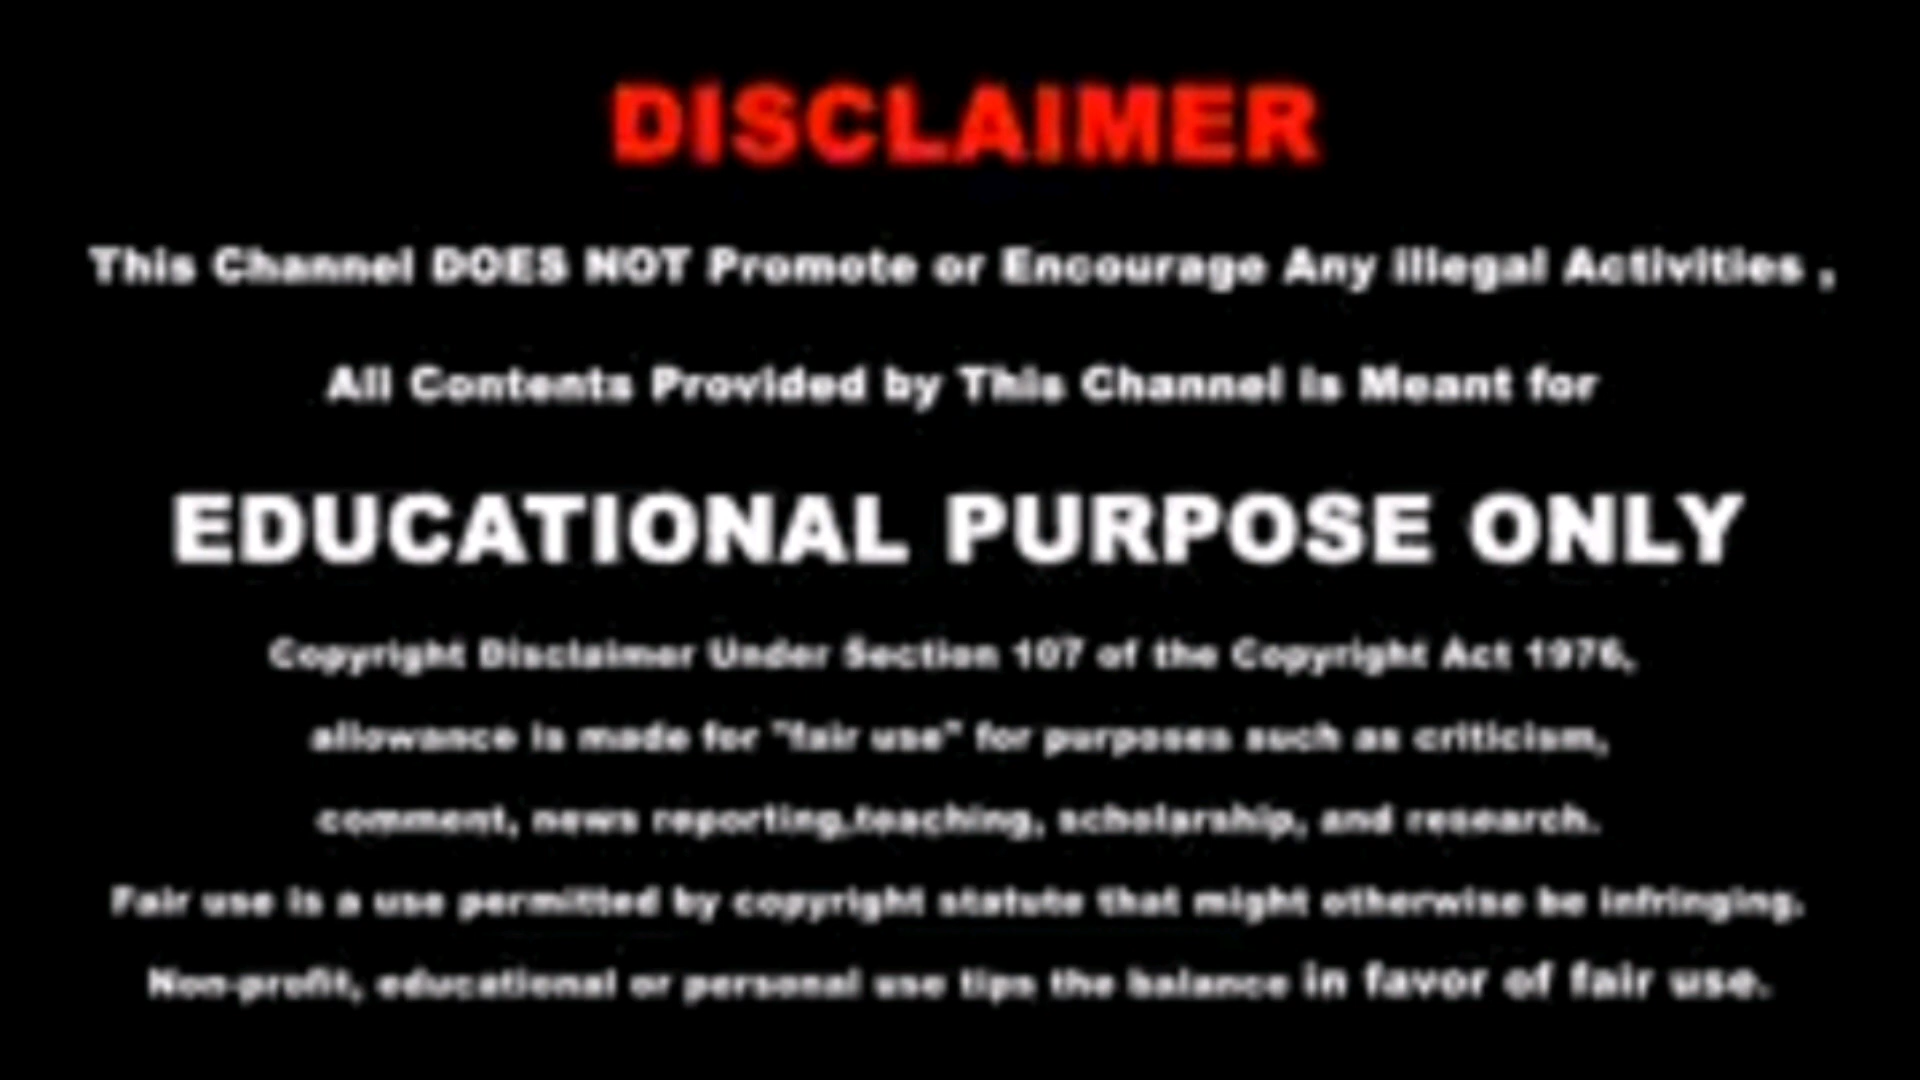 DISCLAIMER
This Channel DOES NOT Promote or Encourage Any illegal Activities ,
All Contents Provided by This Channel is Meant for
EDUCATIONAL PURPOSE ONLY
Copyright Disclaimer Under Section 107 of the Copyright Act 1976,
allowance is made for "fair use" for purposes such as criticism,
comment, news reporting,teaching, scholarship, and research.
Fair use is a use permitted by copyright statute that might otherwise be infringing.
Non-profit, educational or personal use tips the balance in favor of fair use.